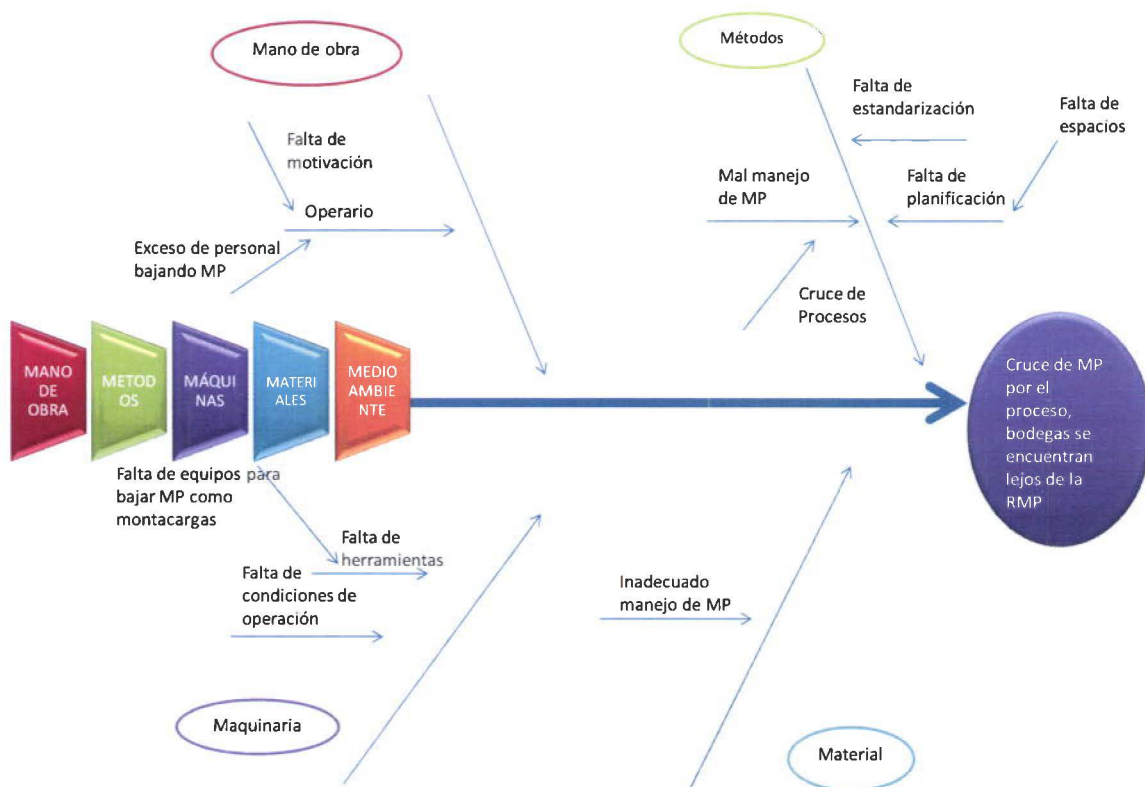 Mano de obra
Métodos
Falta de
estandarización
Falta de
espacios
Falta de
motivación
Mal manejo
de MP
Falta de
planificación
Operario
Exceso de personal
bajando MP
Cruce de
Procesos
MANO
DE
OBRA
METOD
OS
MÁQUI
NAS
MATERI
ALES
MEDIO
AMBIE
NTE
Cruce de MP
por el
proceso,
bodegas se
encuentran
lejos de la
RMP
Falta de equipos para
bajar MP como
montacargas
Falta de
herramientas
Falta de
condiciones de
operación
Inadecuado
manejo de MP
Maquinaria
Material